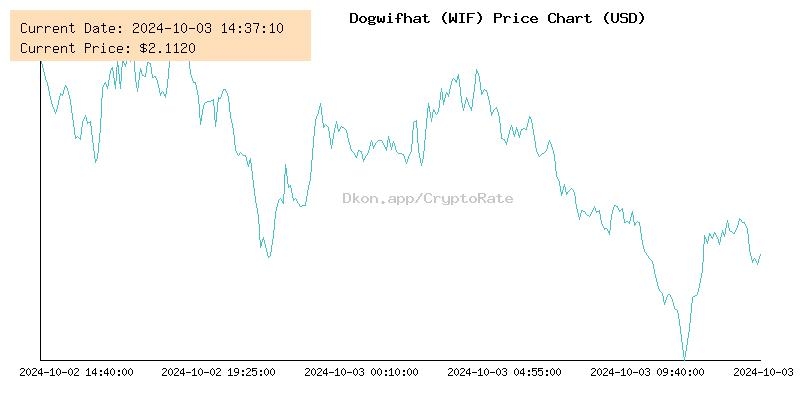 Dogwifhat (WIF) Price Chart (USD)
Current Date: 2024-10-03 14:37:10
Current Price: $2.1120
Dkon.app/CryptoRate
2024-10-02 14:40:00 2024-10-02 19:25:00 2024-10-03 00:10:00 2024-10-03 04:55:00 2024-10-03 09:40:00 2024-10-03